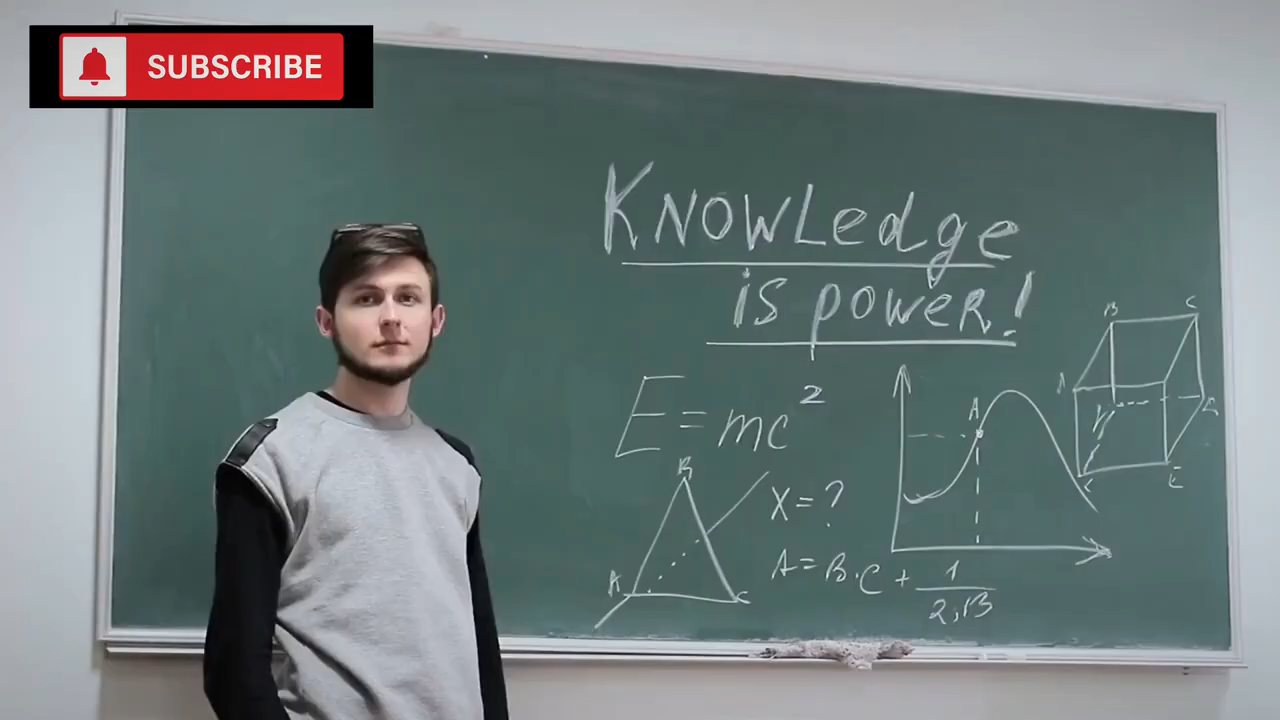 SUBSCRIBE
Knowledge
is power!
E = mc²
B
X = ?
A
C
A = B·C + 1/2,13
A
B
C
A
E